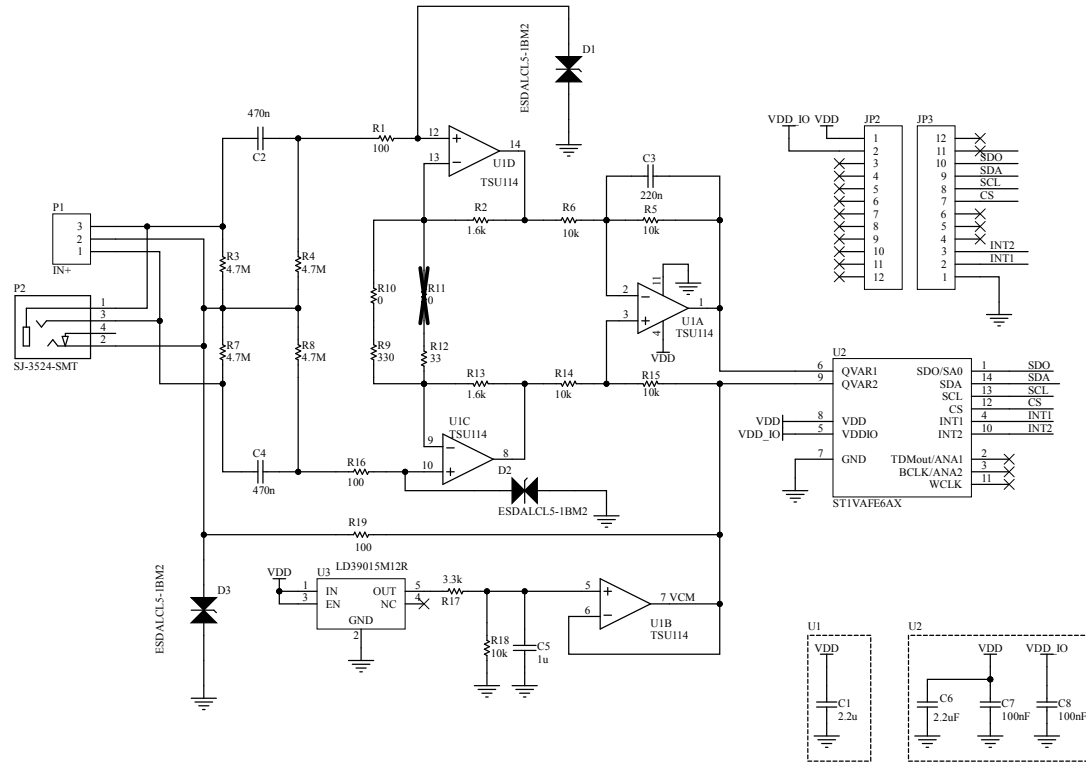 ESDALCL5-1BM2
D1
470n
C2
R1
100
12
13
14
U1D
TSU114
C3
220n
VDD_IO
VDD
JP2
1
2
3
4
5
6
7
8
9
10
11
12
JP3
12
11
10
9
8
7
6
5
4
3
2
1
SDO
SDA
SCL
CS
INT2
INT1
P1
3
2
1
IN+
R3
4.7M
R4
4.7M
R2
1.6k
R6
10k
R5
10k
R10
0
R11
0
2
3
11
4
1
U1A
TSU114
VDD
P2
1
3
4
2
SJ-3524-SMT
R7
4.7M
R8
4.7M
R9
330
R12
33
R13
1.6k
R14
10k
R15
10k
U2
6
QVAR1
9
QVAR2
VDD
8
VDD
VDD_IO
5
VDDIO
7
GND
SDO/SA0
1
SDO
SDA
14
SDA
SCL
13
SCL
CS
12
CS
INT1
4
INT1
INT2
10
INT2
TDMout/ANA1
2
BCLK/ANA2
3
WCLK
11
ST1VAFE6AX
U1C
TSU114
9
10
8
C4
470n
R16
100
D2
ESDALCL5-1BM2
R19
100
ESDALCL5-1BM2
D3
VDD
U3
LD39015M12R
1
IN
3
EN
OUT
5
NC
4
GND
2
3.3k
R17
R18
10k
C5
1u
5
6
7 VCM
U1B
TSU114
U1
VDD
C1
2.2u
U2
VDD
VDD_IO
C6
2.2uF
C7
100nF
C8
100nF